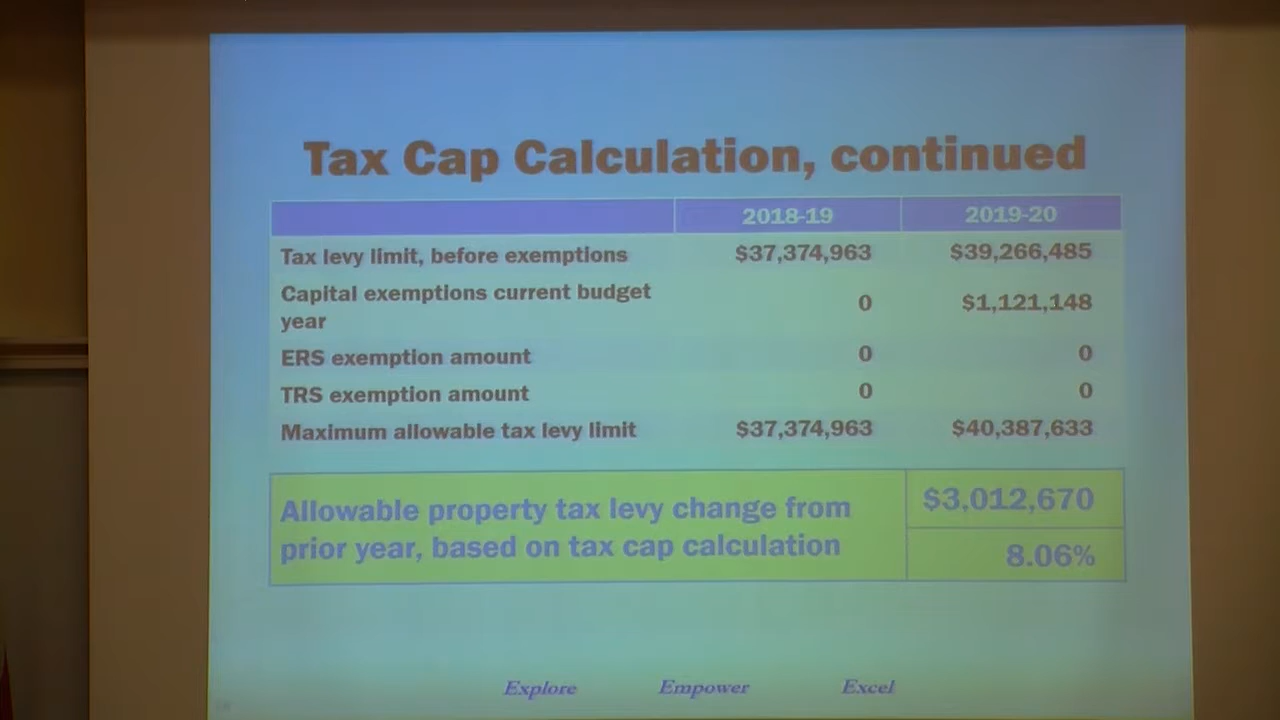 Tax Cap Calculation, continued
2018-19 2019-20
Tax levy limit, before exemptions $37,374,963 $39,266,485
Capital exemptions current budget
year 0 $1,121,148
ERS exemption amount 0 0
TRS exemption amount 0 0
Maximum allowable tax levy limit $37,374,963 $40,387,633
Allowable property tax levy change from $3,012,670
prior year, based on tax cap calculation 8.06%
Explore Empower Excel